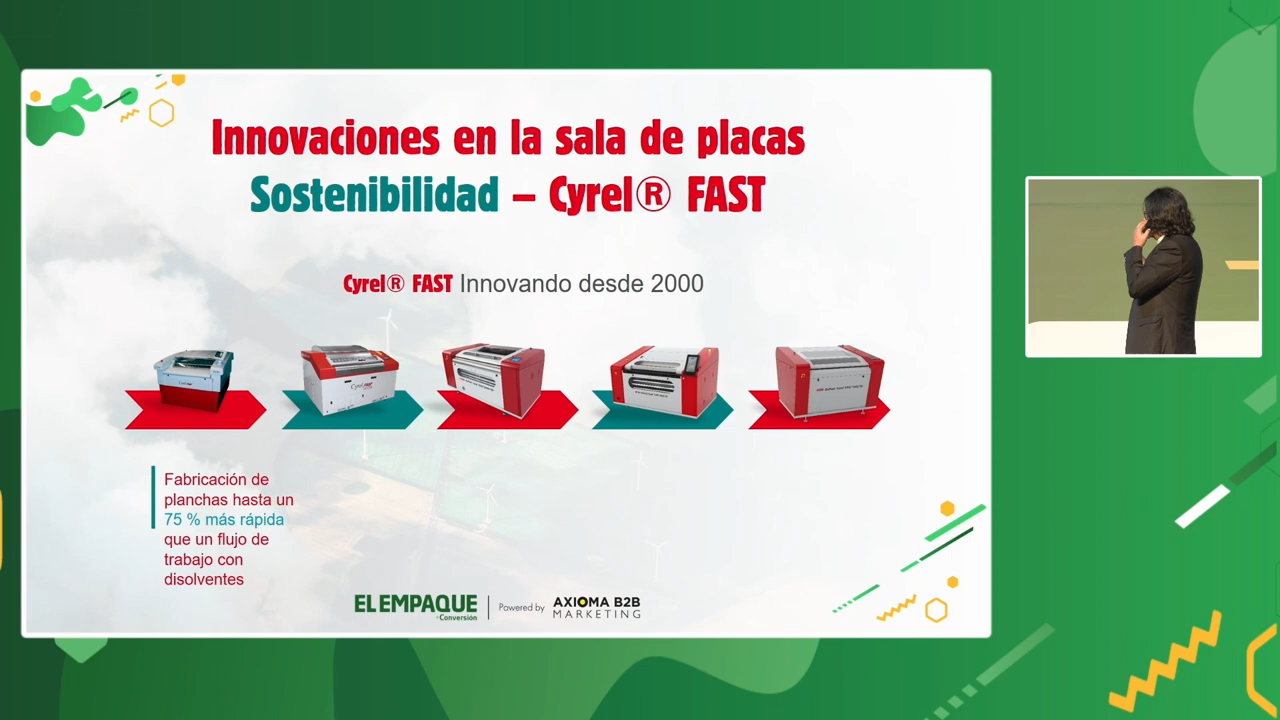 Innovaciones en la sala de placas
Sostenibilidad – Cyrel® FAST
Cyrel® FAST Innovando desde 2000
Fabricación de
planchas hasta un
75 % más rápida
que un flujo de
trabajo con
disolventes
EL EMPAQUE
+Conversión
Powered by
AXIOMA B2B
MARKETING